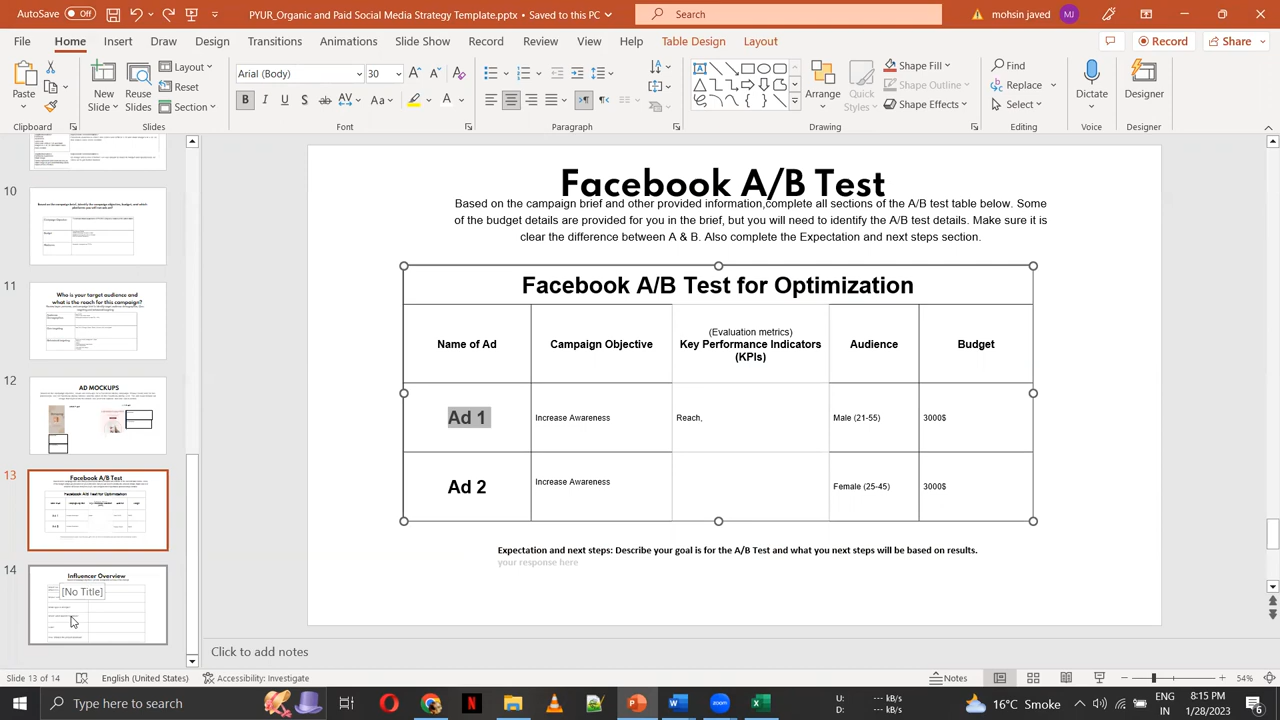 AutoSave Off
PYUR_Organic and Social Media Strategy Template.pptx
Search
mohsin javed MJ
File Home Insert Draw Design Transitions Animations Slide Show Record Review View Help Table Design Layout
Record Share
Paste
New Slide
Reuse Slides
Layout
Reset
Section
Arial (Body) 30
B I U S ab AV Aa A
Arrange
Quick Styles
Shape Fill
Shape Outline
Shape Effects
Find
Replace
Select
Dictate
Designer
Clipboard Slides Font Paragraph Drawing Editing Voice Designer
10
11
Who is your target audience and
what is the reach for this campaign?
12
AD MOCKUPS
13
Facebook A/B Test
Facebook A/B Test for Optimization
14
Influencer Overview
[No Title]
Facebook A/B Test
Based on the campaign brief and other provided information, complete all sections of the A/B test table below. Some
of the budget details are provided for you in the brief, but you will need to identify the A/B test details. Make sure it is
clear the difference between A & B. Also complete the Expectation and next steps section.
Facebook A/B Test for Optimization
Name of Ad
Campaign Objective
(Evaluation metrics)
Key Performance Indicators
(KPIs)
Audience
Budget
Ad 1 Increase Awareness Reach, Male (21-55) 3000$
Ad 2 Increase Awareness Female (25-45) 3000$
Expectation and next steps: Describe your goal is for the A/B Test and what you next steps will be based on results.
your response here
Click to add notes
Slide 13 of 14 English (United States) Accessibility: Investigate Notes 54%
Type here to search
U: --- kB/s
D: --- kB/s
16°C Smoke
ENG
IN
8:15 PM
1/28/2023
6